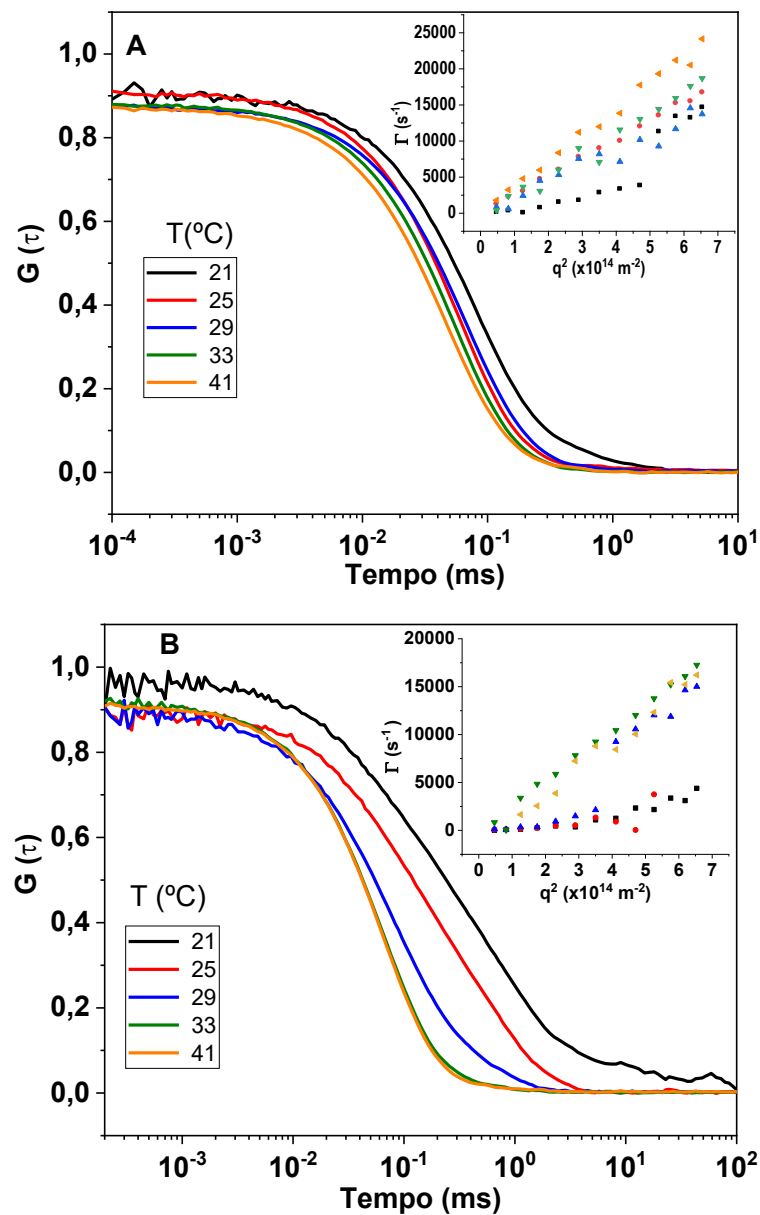 A
1,0
0,8
0,6
0,4
0,2
0,0
G (τ)
T(ºC)
21
25
29
33
41
10⁻⁴ 10⁻³ 10⁻² 10⁻¹ 10⁰ 10¹
Tempo (ms)
25000
20000
15000
10000
5000
0
Γ (s⁻¹)
0 1 2 3 4 5 6 7
q² (x10¹⁴ m⁻²)
B
1,0
0,8
0,6
0,4
0,2
0,0
G (τ)
T (ºC)
21
25
29
33
41
10⁻³ 10⁻² 10⁻¹ 10⁰ 10¹ 10²
Tempo (ms)
20000
15000
10000
5000
0
Γ (s⁻¹)
0 1 2 3 4 5 6 7
q² (x10¹⁴ m⁻²)